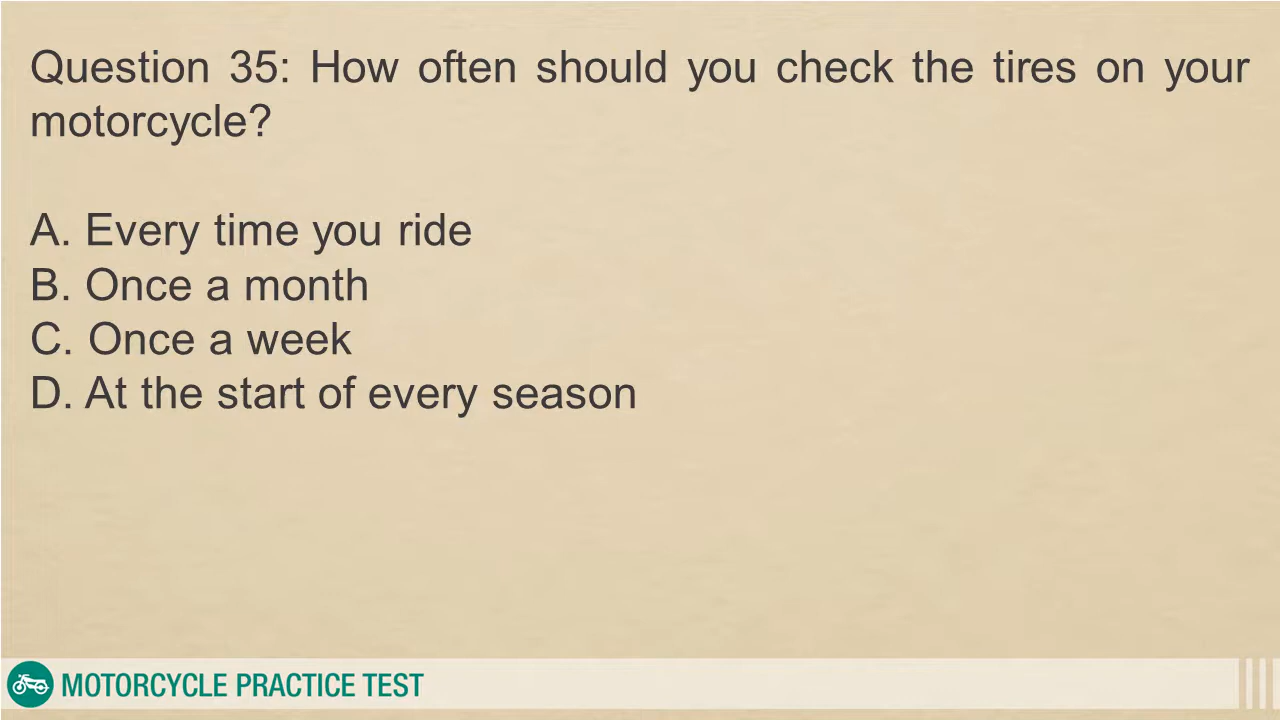 Question 35: How often should you check the tires on your
motorcycle?
A. Every time you ride
B. Once a month
C. Once a week
D. At the start of every season
MOTORCYCLE PRACTICE TEST